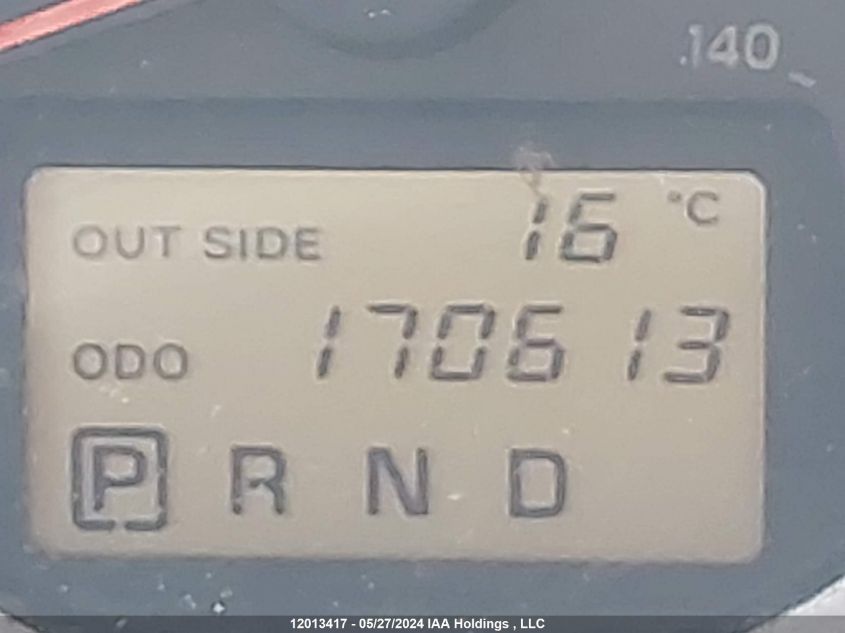 140
OUT SIDE 16 °C
ODO 170613
P R N D
12013417 - 05/27/2024 IAA Holdings , LLC